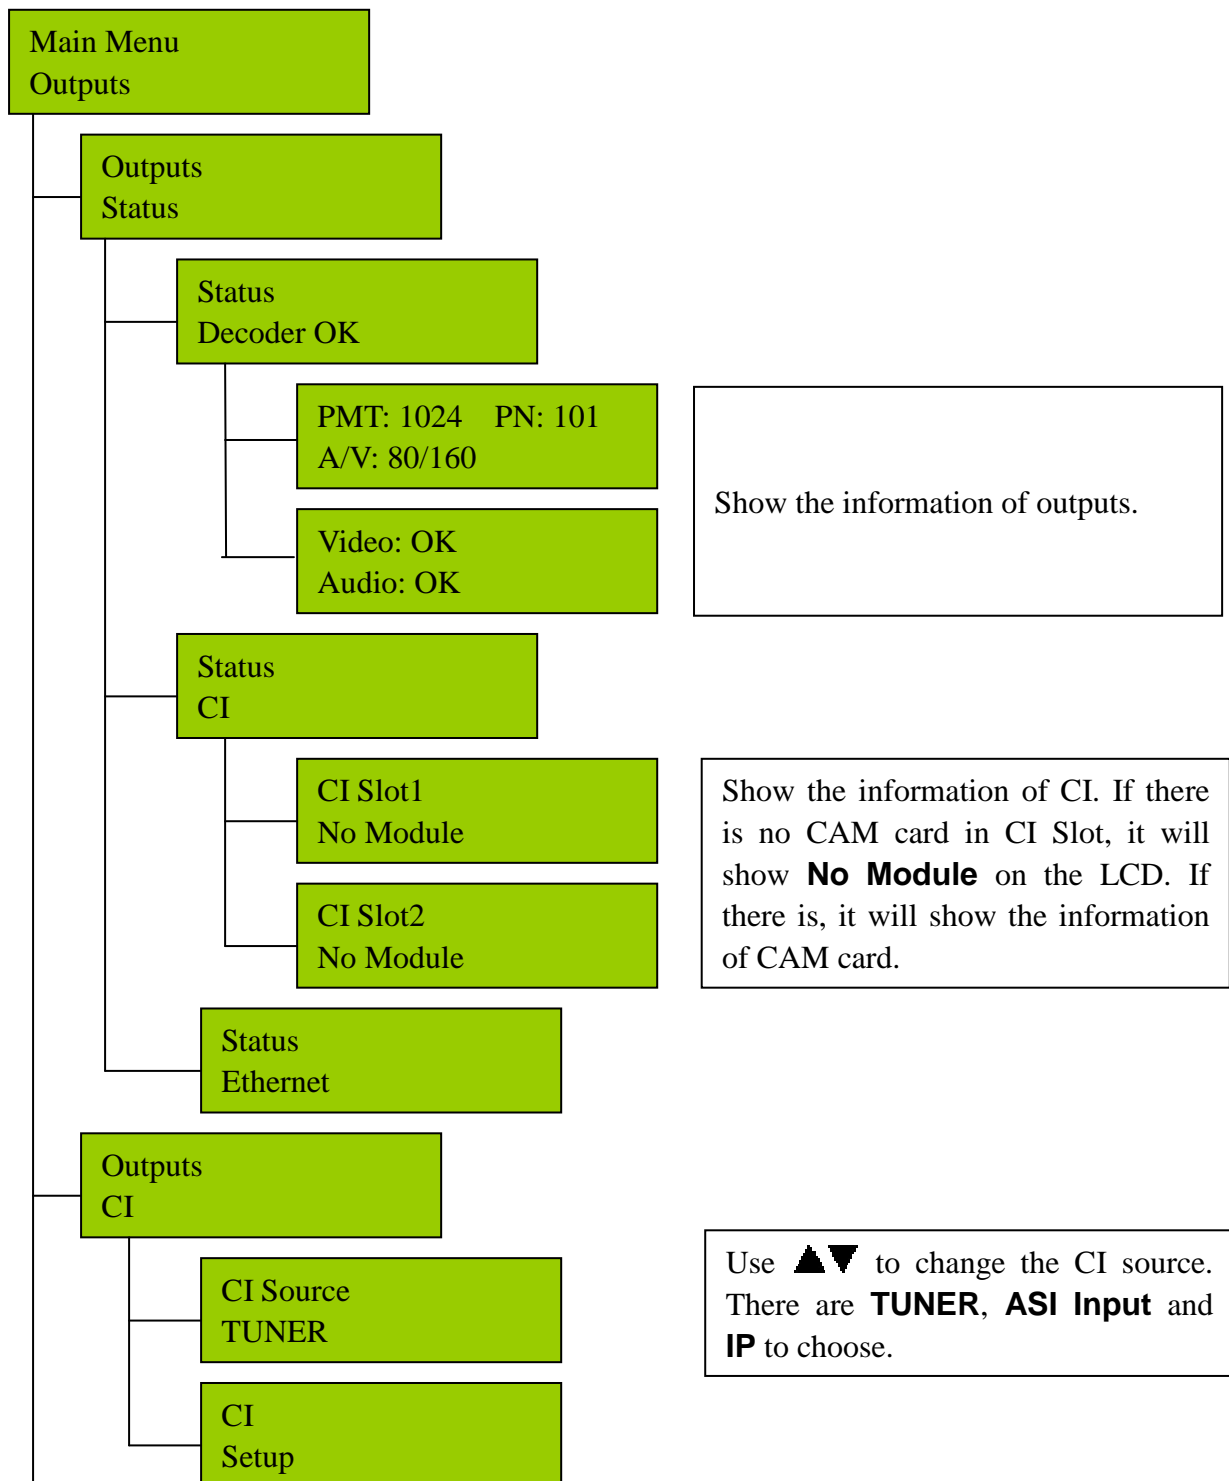 Main Menu
Outputs
Outputs
Status
Status
Decoder OK
PMT: 1024 PN: 101
A/V: 80/160
Video: OK
Audio: OK
Show the information of outputs.
Status
CI
CI Slot1
No Module
CI Slot2
No Module
Show the information of CI. If there
is no CAM card in CI Slot, it will
show No Module on the LCD. If
there is, it will show the information
of CAM card.
Status
Ethernet
Outputs
CI
CI Source
TUNER
Use ▲▼ to change the CI source.
There are TUNER, ASI Input and
IP to choose.
CI
Setup